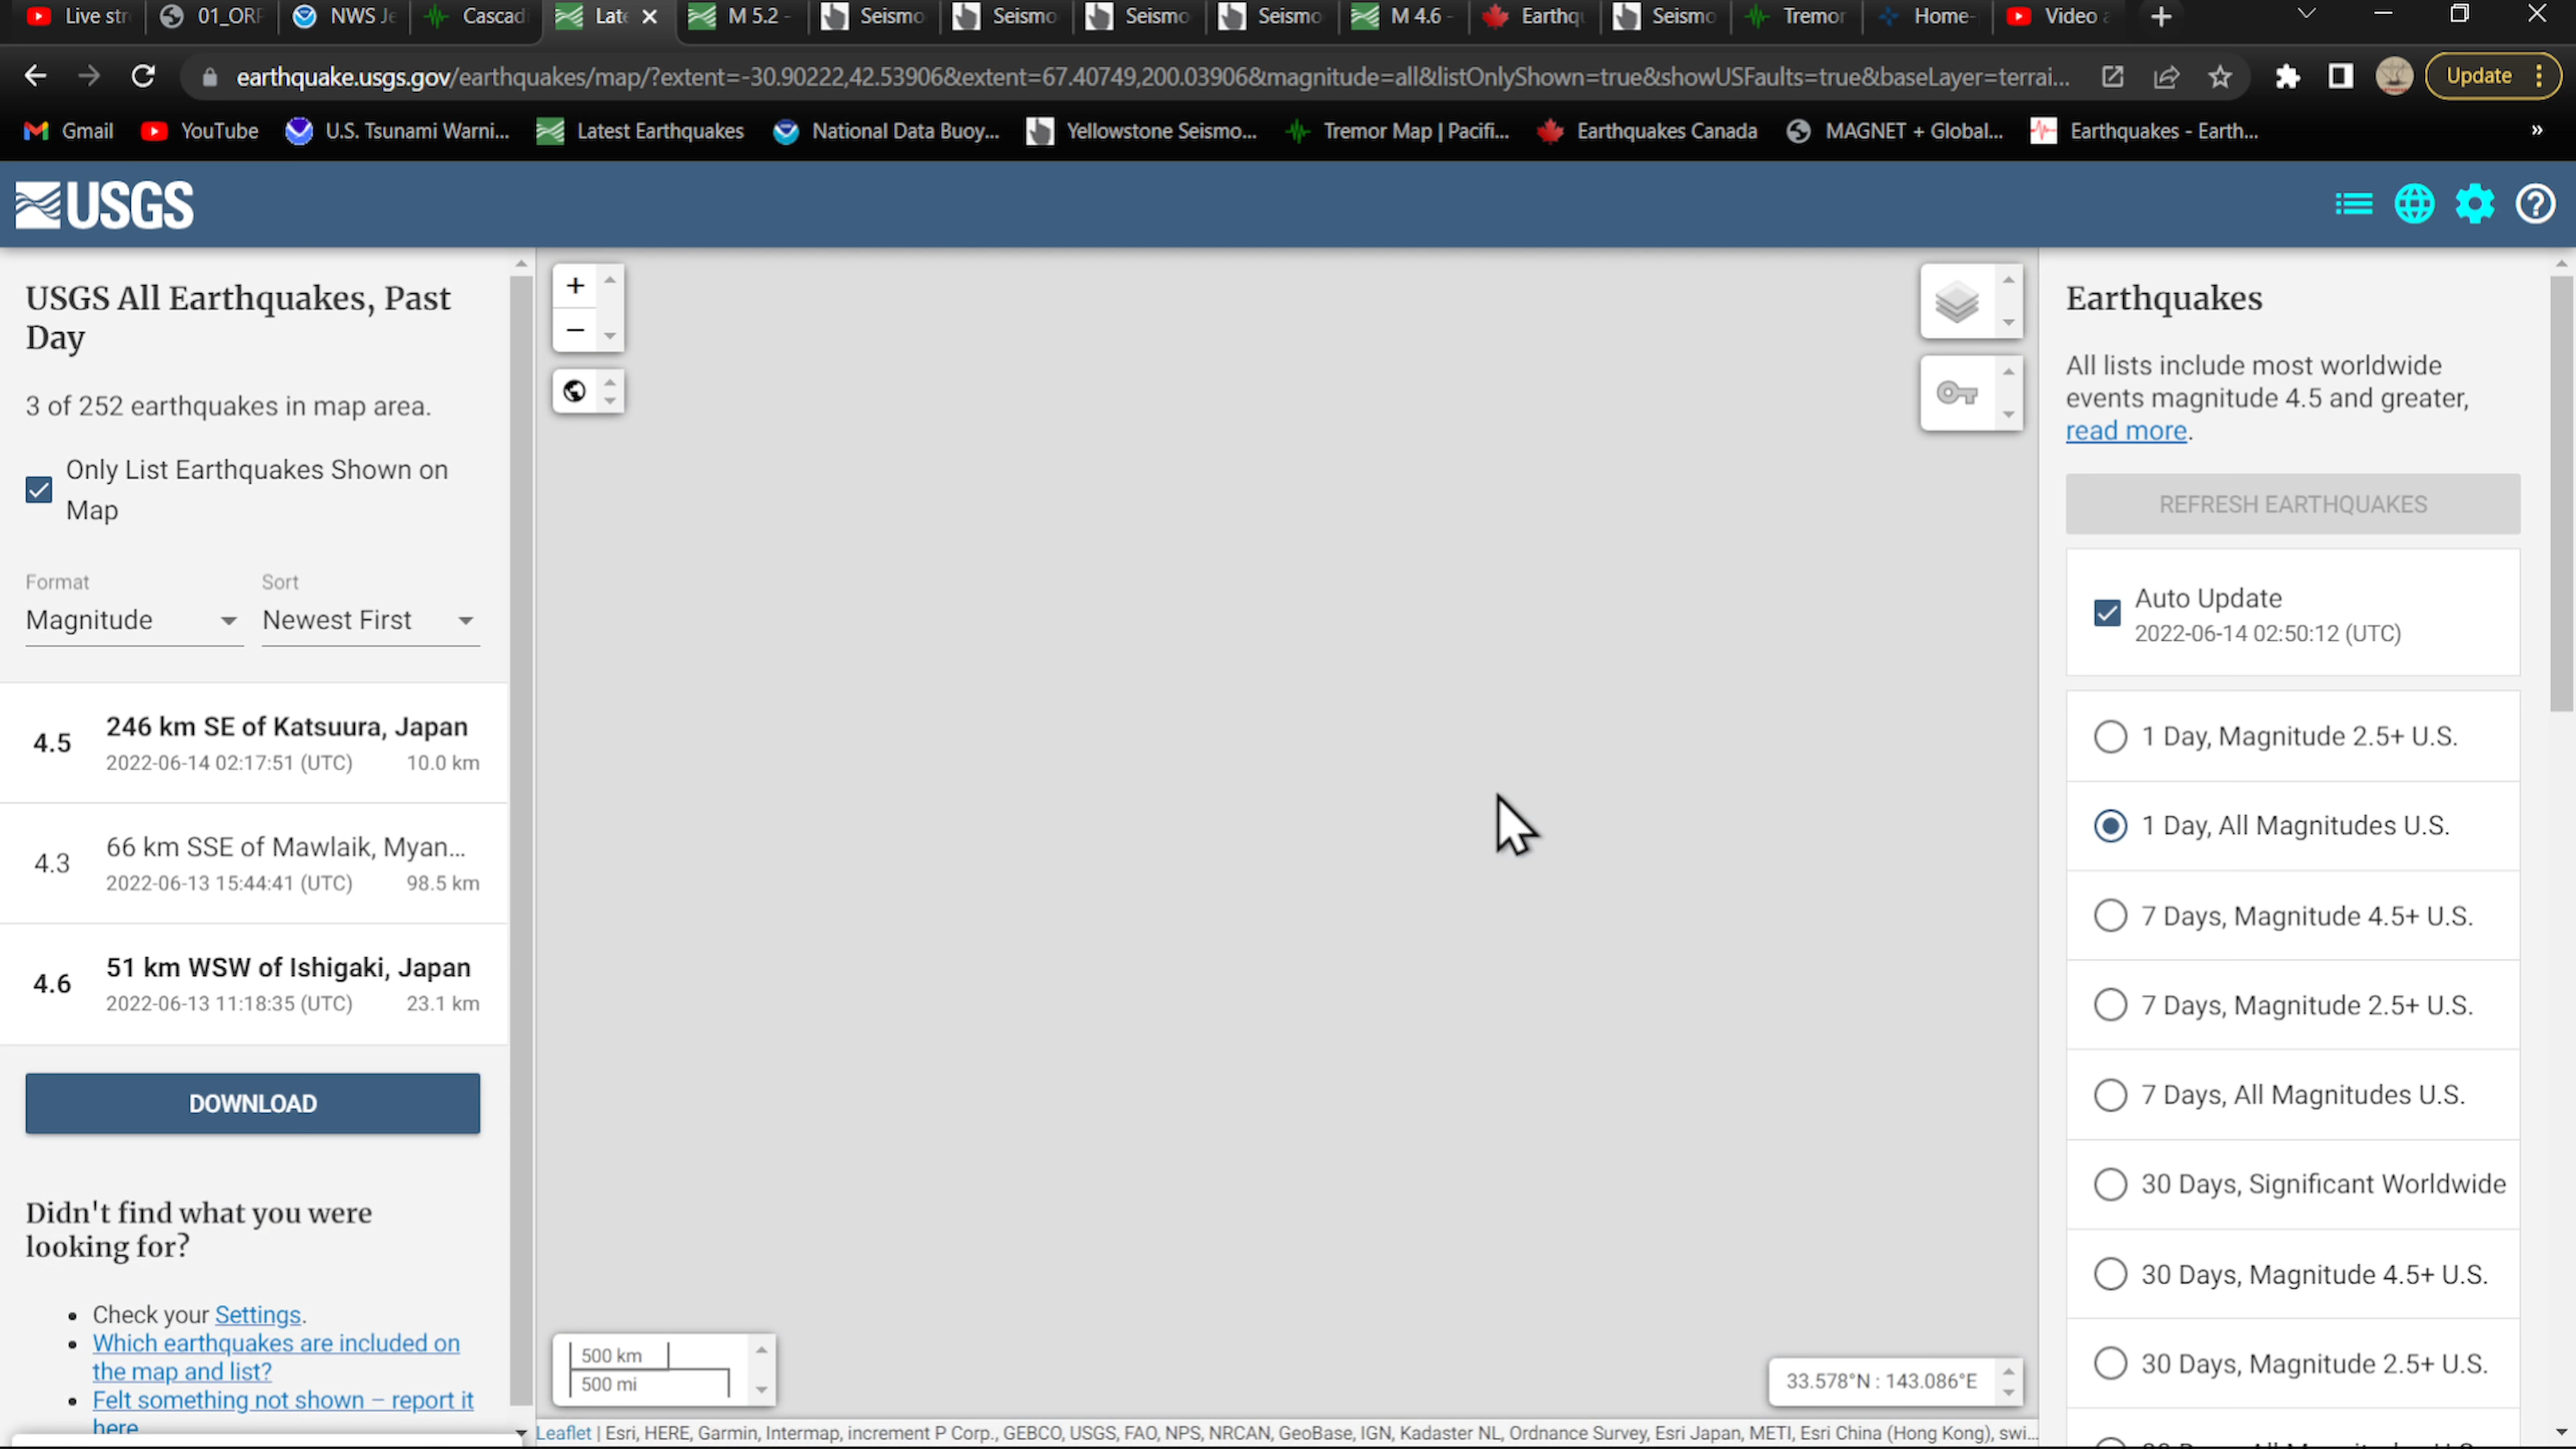 Live str
01_ORF
NWS Je
Cascad
Late
M 5.2 -
Seismo
Seismo
Seismo
Seismo
M 4.6 -
Earthqu
Seismo
Tremor
Home-
Video a
earthquake.usgs.gov/earthquakes/map/?extent=-30.90222,42.53906&extent=67.40749,200.03906&magnitude=all&listOnlyShown=true&showUSFaults=true&baseLayer=terrai...
Update
Gmail
YouTube
U.S. Tsunami Warni...
Latest Earthquakes
National Data Buoy...
Yellowstone Seismo...
Tremor Map | Pacifi...
Earthquakes Canada
MAGNET + Global...
Earthquakes - Earth...
»
USGS
USGS All Earthquakes, Past
Day
3 of 252 earthquakes in map area.
Only List Earthquakes Shown on
Map
Format
Sort
Magnitude
Newest First
4.5
246 km SE of Katsuura, Japan
2022-06-14 02:17:51 (UTC)
10.0 km
4.3
66 km SSE of Mawlaik, Myan...
2022-06-13 15:44:41 (UTC)
98.5 km
4.6
51 km WSW of Ishigaki, Japan
2022-06-13 11:18:35 (UTC)
23.1 km
DOWNLOAD
Didn't find what you were
looking for?
• Check your Settings.
• Which earthquakes are included on
the map and list?
• Felt something not shown – report it
here
+
−
500 km
500 mi
33.578°N : 143.086°E
Leaflet | Esri, HERE, Garmin, Intermap, increment P Corp., GEBCO, USGS, FAO, NPS, NRCAN, GeoBase, IGN, Kadaster NL, Ordnance Survey, Esri Japan, METI, Esri China (Hong Kong), swi...
Earthquakes
All lists include most worldwide
events magnitude 4.5 and greater,
read more.
REFRESH EARTHQUAKES
Auto Update
2022-06-14 02:50:12 (UTC)
1 Day, Magnitude 2.5+ U.S.
1 Day, All Magnitudes U.S.
7 Days, Magnitude 4.5+ U.S.
7 Days, Magnitude 2.5+ U.S.
7 Days, All Magnitudes U.S.
30 Days, Significant Worldwide
30 Days, Magnitude 4.5+ U.S.
30 Days, Magnitude 2.5+ U.S.